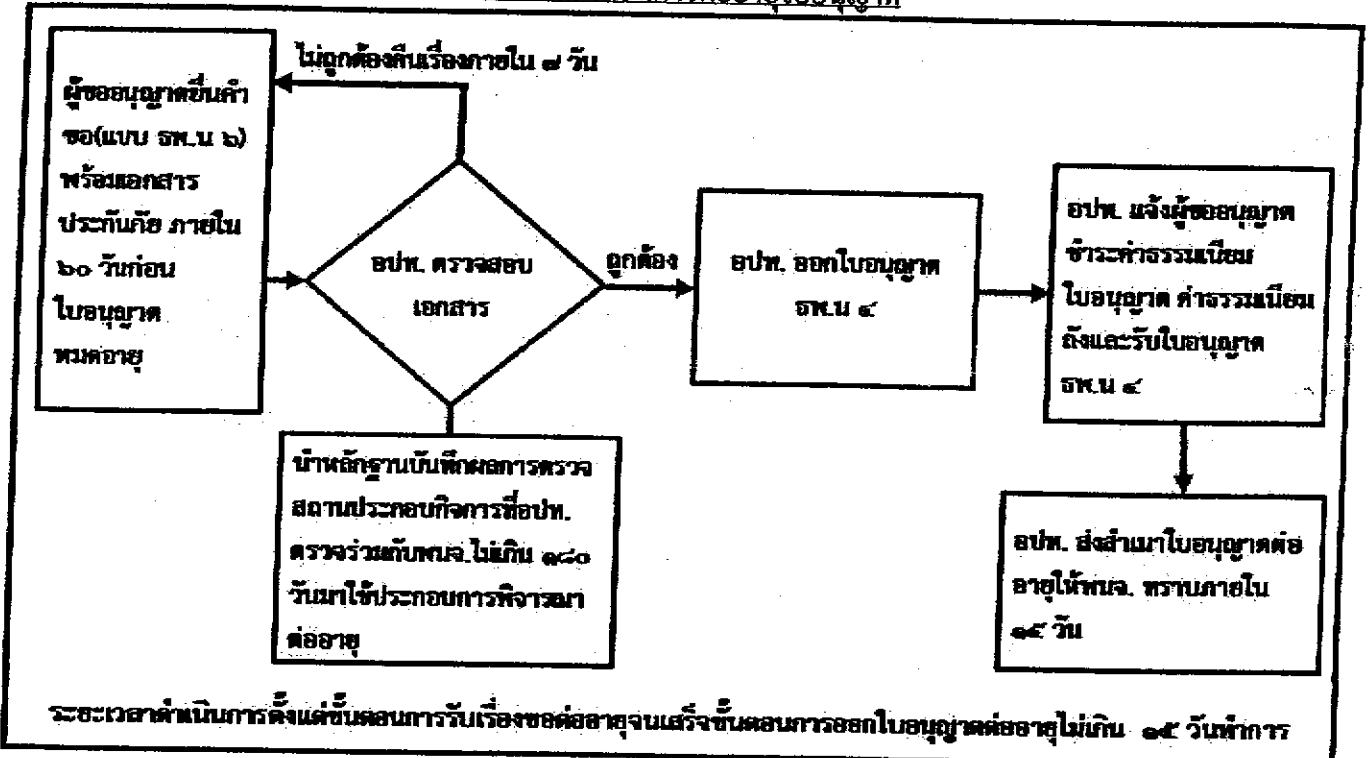 ไม่ถูกต้องคืนเรื่องภายใน ๗ วัน
ผู้ขออนุญาตยื่นคำ
ขอ(แบบ ธพ.น ๖)
พร้อมเอกสาร
ประกันภัย ภายใน
๖๐ วันก่อน
ใบอนุญาต
หมดอายุ
อปท. ตรวจสอบ
เอกสาร
ถูกต้อง
อปท. ออกใบอนุญาต
ธพ.น ๔
อปท. แจ้งผู้ขออนุญาต
ชำระค่าธรรมเนียม
ใบอนุญาต ค่าธรรมเนียม
ถังและรับใบอนุญาต
ธพ.น ๔
นำหลักฐานบันทึกผลการตรวจ
สถานประกอบกิจการที่อปท.
ตรวจร่วมกับพนจ.ไม่เกิน ๑๘๐
วันมาใช้ประกอบการพิจารณา
ต่ออายุ
อปท. ส่งสำเนาใบอนุญาตต่อ
อายุให้พนจ. ทราบภายใน
๑๕ วัน
ระยะเวลาดำเนินการตั้งแต่ขั้นตอนการรับเรื่องขอต่ออายุจนเสร็จขั้นตอนการออกใบอนุญาตต่ออายุไม่เกิน ๑๕ วันทำการ